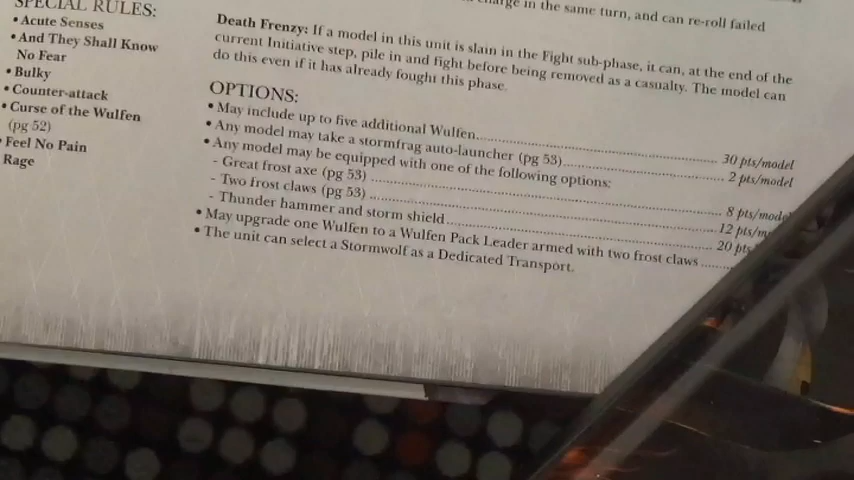 SPECIAL RULES:
• Acute Senses
• And They Shall Know
No Fear
• Bulky
• Counter-attack
• Curse of the Wulfen
(pg 52)
• Feel No Pain
Rage
charge in the same turn, and can re-roll failed
Death Frenzy: If a model in this unit is slain in the Fight sub-phase, it can, at the end of the
current Initiative step, pile in and fight before being removed as a casualty. The model can
do this even if it has already fought this phase.
OPTIONS:
• May include up to five additional Wulfen.......... 30 pts/model
• Any model may take a stormfrag auto-launcher (pg 53).......... 2 pts/model
• Any model may be equipped with one of the following options:
- Great frost axe (pg 53) .......... 8 pts/model
- Two frost claws (pg 53) .......... 12 pts/m
- Thunder hammer and storm shield .......... 20 pts
• May upgrade one Wulfen to a Wulfen Pack Leader armed with two frost claws ......
• The unit can select a Stormwolf as a Dedicated Transport.